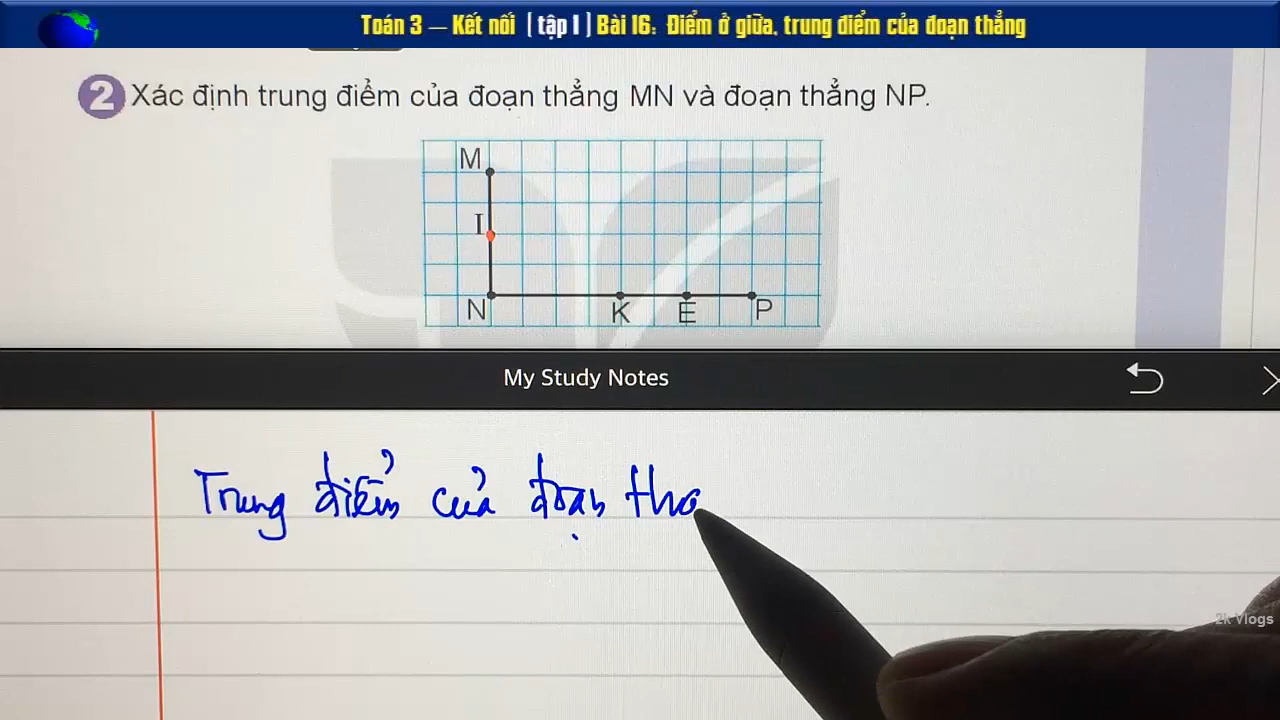 Toán 3 – Kết nối [ tập 1 ] Bài 16: Điểm ở giữa, trung điểm của đoạn thẳng
2 Xác định trung điểm của đoạn thẳng MN và đoạn thẳng NP.
M
I
N K E P
My Study Notes
Trung điểm của đoạn thẳ
2k Vlogs